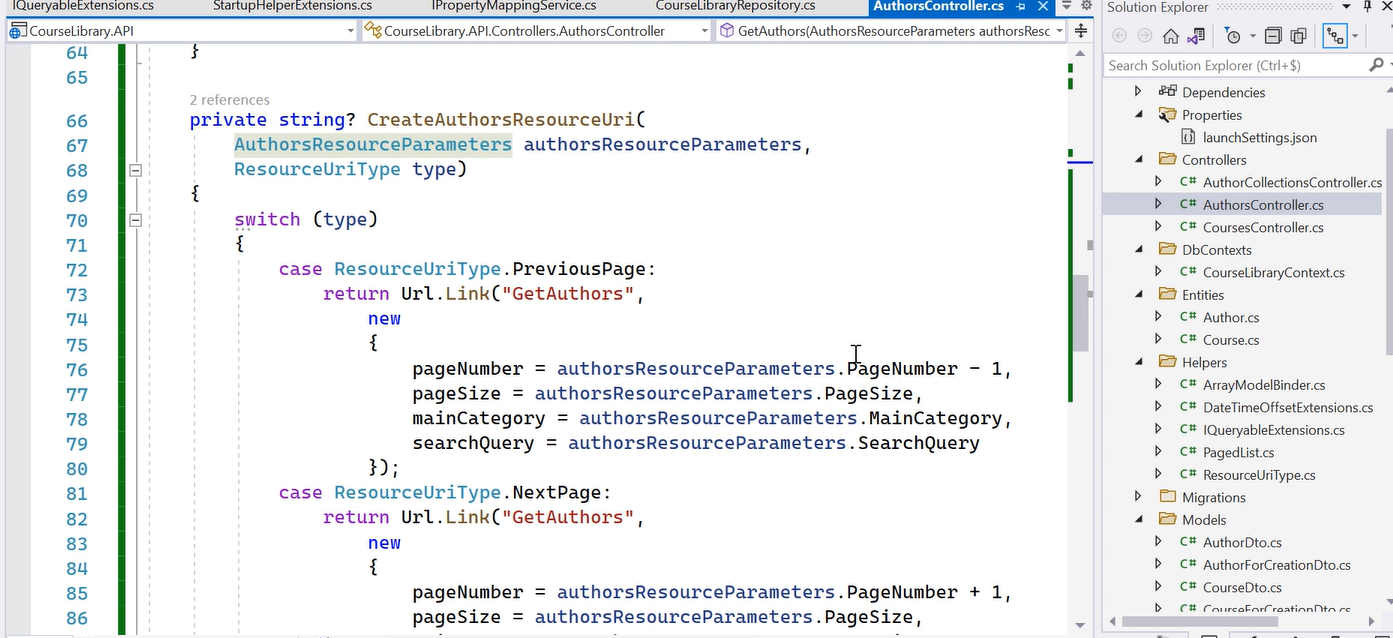 IQueryableExtensions.cs StartupHelperExtensions.cs IPropertyMappingService.cs CourseLibraryRepository.cs AuthorsController.cs
CourseLibrary.API CourseLibrary.API.Controllers.AuthorsController GetAuthors(AuthorsResourceParameters authorsResc
64 }
65
2 references
66 private string? CreateAuthorsResourceUri(
67 AuthorsResourceParameters authorsResourceParameters,
68 ResourceUriType type)
69 {
70 switch (type)
71 {
72 case ResourceUriType.PreviousPage:
73 return Url.Link("GetAuthors",
74 new
75 {
76 pageNumber = authorsResourceParameters.PageNumber - 1,
77 pageSize = authorsResourceParameters.PageSize,
78 mainCategory = authorsResourceParameters.MainCategory,
79 searchQuery = authorsResourceParameters.SearchQuery
80 });
81 case ResourceUriType.NextPage:
82 return Url.Link("GetAuthors",
83 new
84 {
85 pageNumber = authorsResourceParameters.PageNumber + 1,
86 pageSize = authorsResourceParameters.PageSize,
Solution Explorer
Search Solution Explorer (Ctrl+$)
Dependencies
Properties
launchSettings.json
Controllers
C# AuthorCollectionsController.cs
C# AuthorsController.cs
C# CoursesController.cs
DbContexts
C# CourseLibraryContext.cs
Entities
C# Author.cs
C# Course.cs
Helpers
C# ArrayModelBinder.cs
C# DateTimeOffsetExtensions.cs
C# IQueryableExtensions.cs
C# PagedList.cs
C# ResourceUriType.cs
Migrations
Models
C# AuthorDto.cs
C# AuthorForCreationDto.cs
C# CourseDto.cs
C# CourseForCreationDto.cs